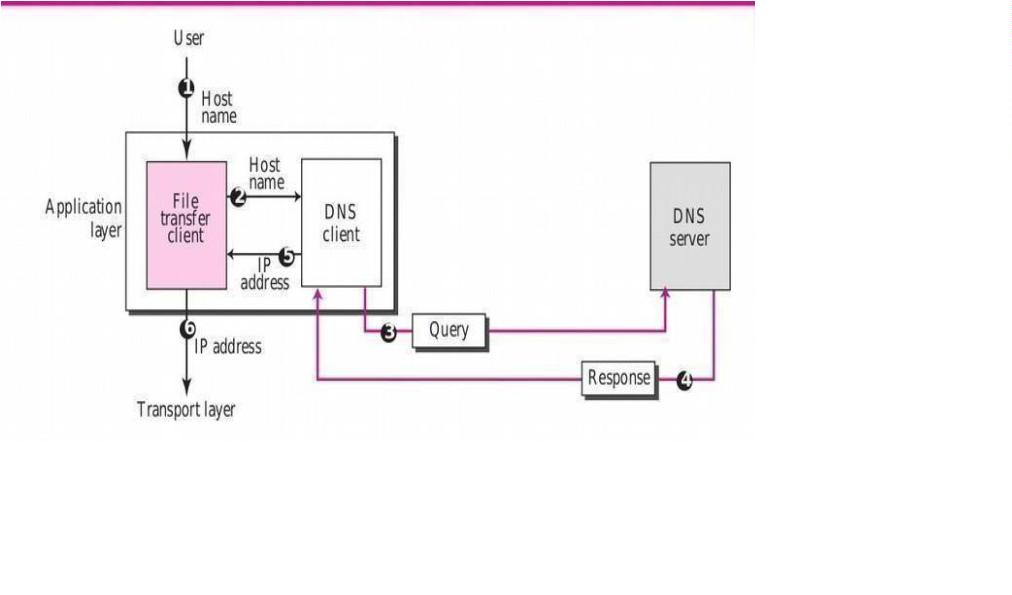 User
1
Host
name
Application
layer
File
transfer
client
2
Host
name
DNS
client
5
IP
address
DNS
server
3
Query
Response
4
6
IP address
Transport layer